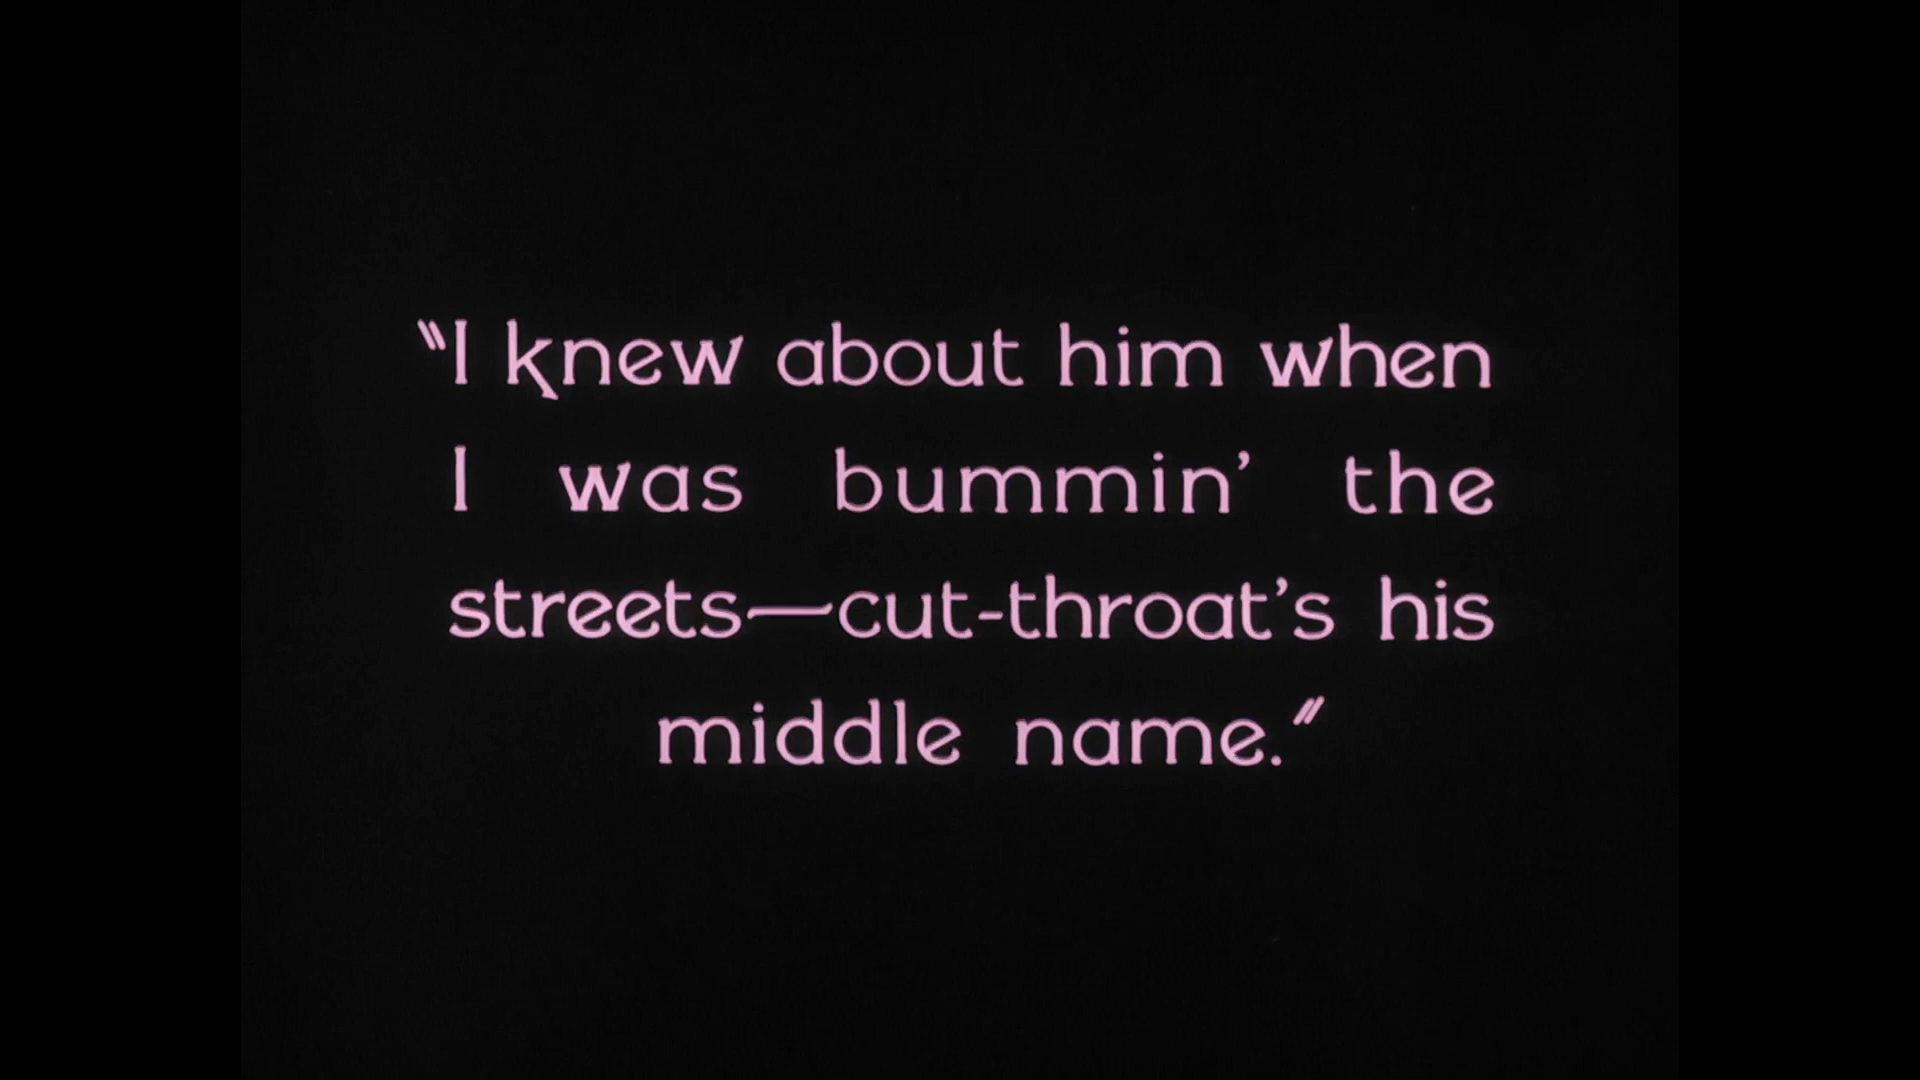 “I knew about him when
I was bummin’ the
streets—cut-throat’s his
middle name.”